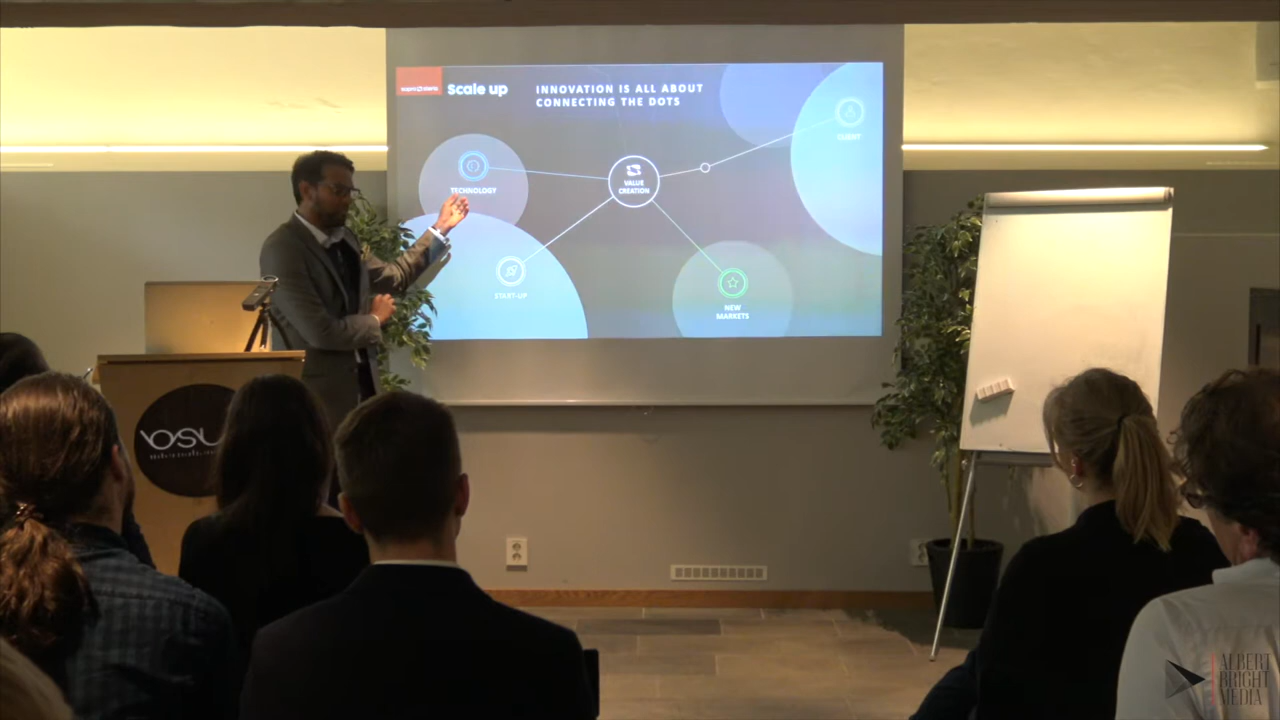 Scale up
INNOVATION IS ALL ABOUT
CONNECTING THE DOTS
CLIENT
TECHNOLOGY
VALUE
CREATION
START-UP
NEW
MARKETS
ALBERT
BRIGHT
MEDIA